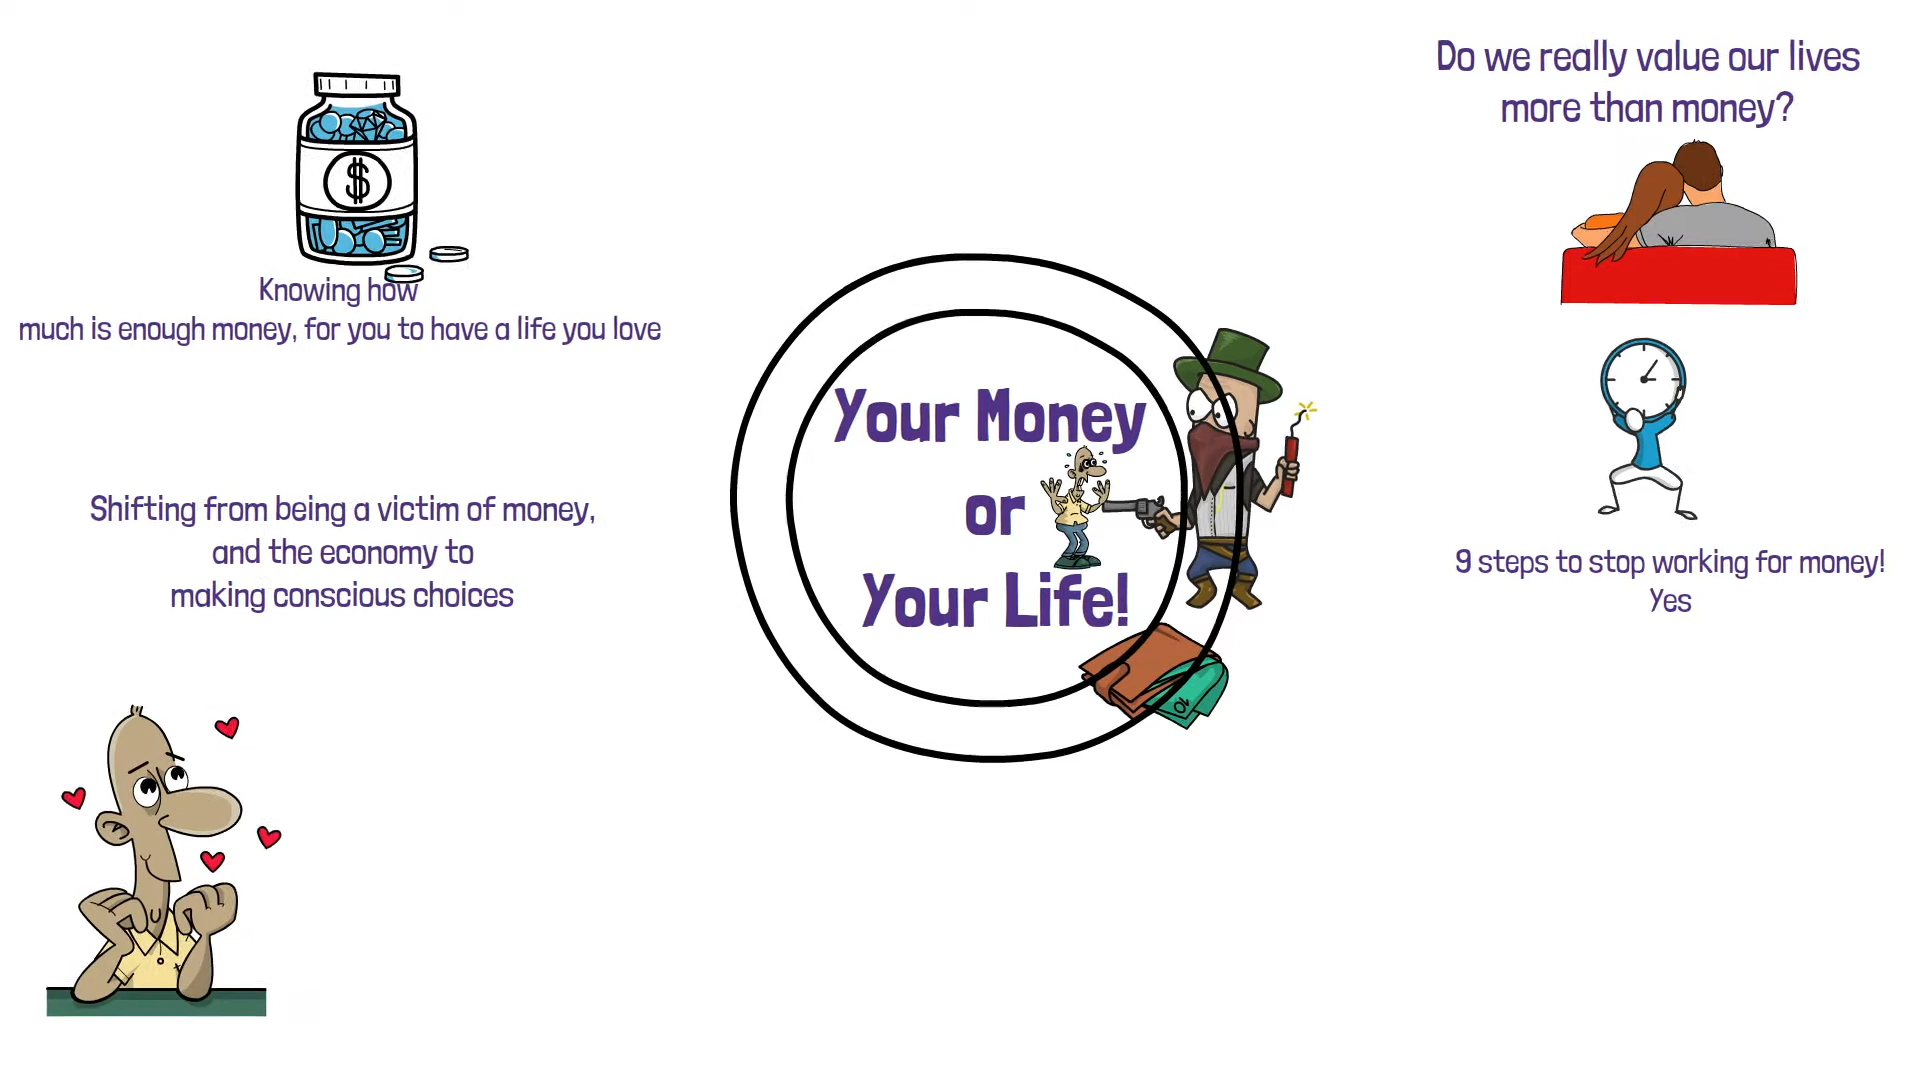 Do we really value our lives
more than money?
$
Knowing how
much is enough money, for you to have a life you love
Your Money
or
Your Life!
Shifting from being a victim of money,
and the economy to
making conscious choices
9 steps to stop working for money!
Yes
10